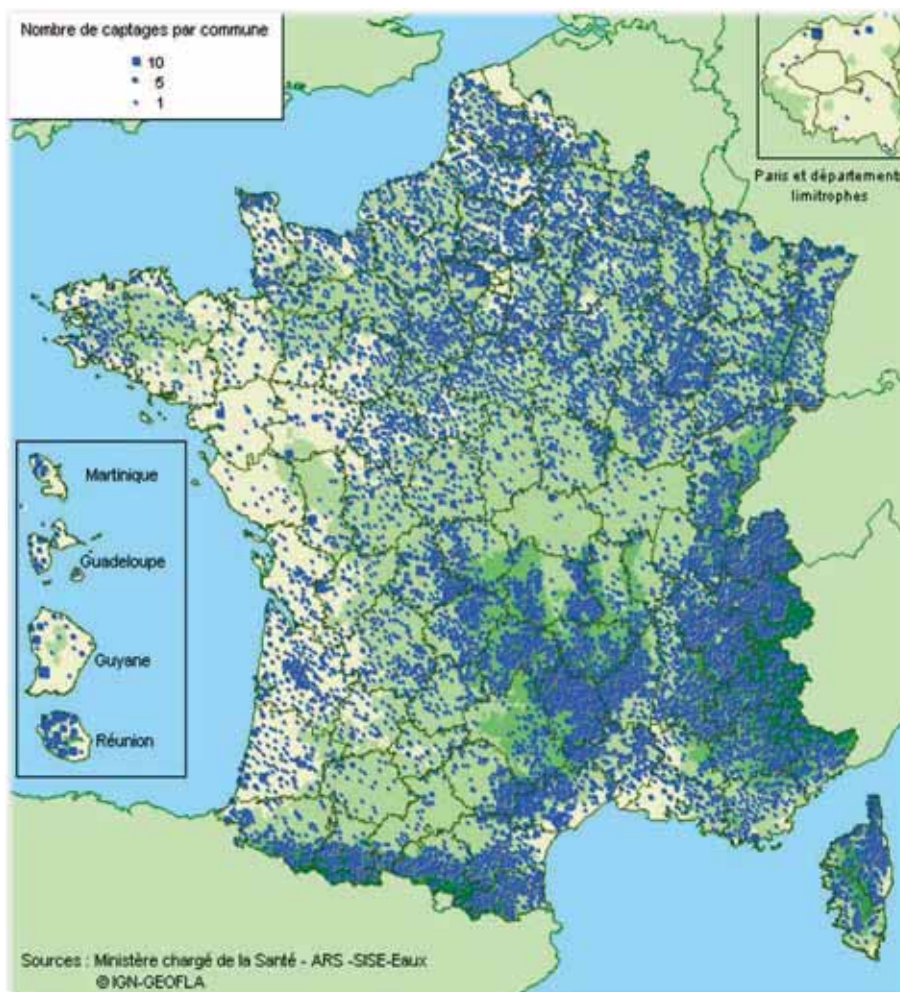 Nombre de captages par commune
10
5
1
Paris et département
limitrophes
Martinique
Guadeloupe
Guyane
Réunion
Sources : Ministère chargé de la Santé - ARS -SISE-Eaux
© IGN-GEOFLA